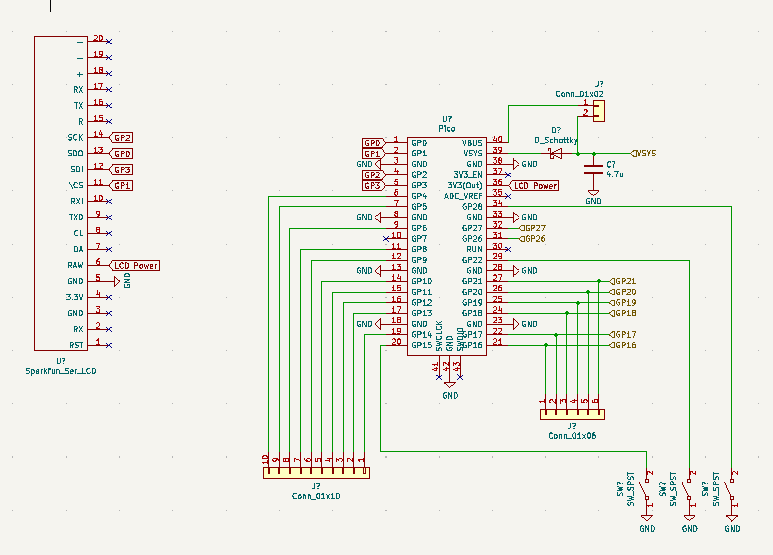 U?
Sparkfun_Ser_LCD
— 20
— 19
+ 18
RX 17
TX 16
R 15
SCK 14 GP2
SDO 13 GP0
SDI 12 GP3
\CS 11 GP1
RXI 10
TXO 9
CL 8
DA 7
RAW 6 LCD Power
GND 5 GND
3.3V 4
GND 3
RX 2
RST 1
U?
Pico
GP0 1 GP0 VBUS 40
GP1 2 GP1 VSYS 39
GND 3 GND GND 38 GND
GP2 4 GP2 3V3_EN 37
GP3 5 GP3 3V3(Out) 36 LCD Power
6 GP4 ADC_VREF 35
7 GP5 GP28 34
GND 8 GND GND 33 GND
9 GP6 GP27 32 GP27
10 GP7 GP26 31 GP26
11 GP8 RUN 30
12 GP9 GP22 29
GND 13 GND GND 28 GND
14 GP10 GP21 27 GP21
15 GP11 GP20 26 GP20
16 GP12 GP19 25 GP19
17 GP13 GP18 24 GP18
GND 18 GND GND 23 GND
19 GP14 GP17 22 GP17
20 GP15 GP16 21 GP16
SWCLCK GND SWDIO
41 42 43
GND
J?
Conn_01x02
1
2
D?
D_Schottky
VSYS
C?
4.7u
GND
1 2 3 4 5 6
J?
Conn_01x06
10 9 8 7 6 5 4 3 2 1
J?
Conn_01x10
SW?
SW_SPST
2
1
GND
SW?
SW_SPST
2
1
GND
SW?
SW_SPST
2
1
GND